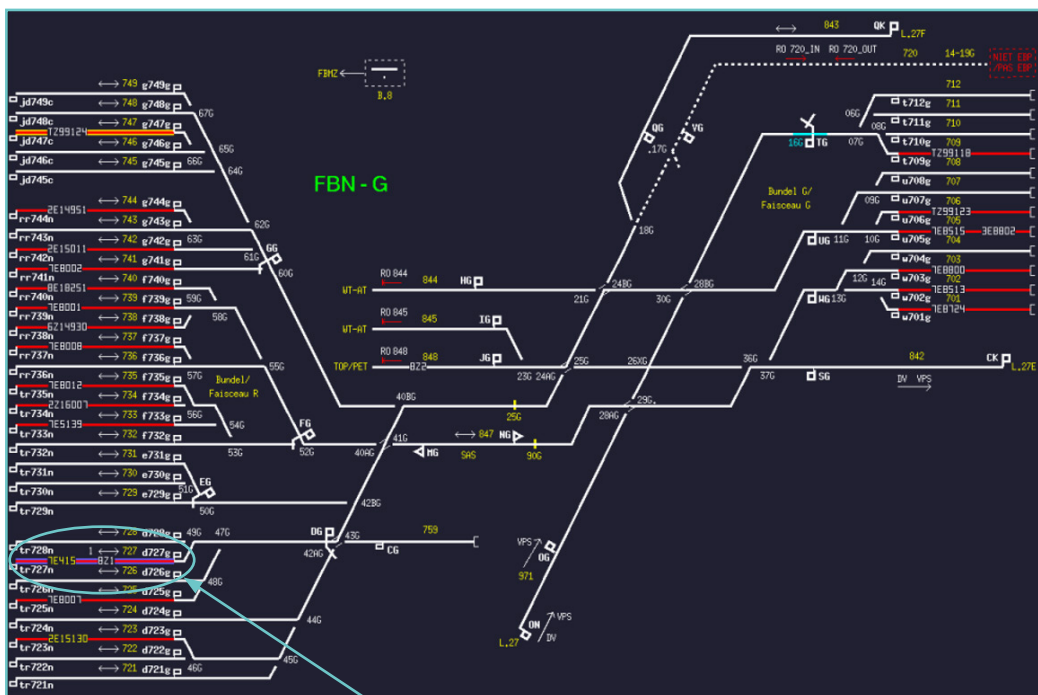 843 QK L.27F
RO 720_IN RO 720_OUT 720 14-19G
NIET EBP
/PAS EBP
FBMZ
B.8
FBN - G
749 g749g
jd749c 748 g748g
jd748c 747 g747g
TZ99124
jd747c 746 g746g
jd746c 745 g745g
jd745c
67G
65G
66G
64G
744 g744g
2E14951
rr744n 743 g743g
rr743n 742 g742g
2E15011
rr742n 741 g741g
7E8002
rr741n 740 f740g
8E18251
rr740n 739 f739g
7E8001
rr739n 738 f738g
6Z14930
rr738n 737 f737g
7E8008
rr737n 736 f736g
rr736n 735 f735g
7E8012
tr735n 734 f734g
2Z16007
tr734n 733 f733g
7E5139
tr733n 732 f732g
tr732n 731 e731g
tr731n 730 e730g
tr730n 729 e729g
tr729n
728 d728g
tr728n 1 727 d727g
7E415 BZ1
tr727n 726 d726g
tr726n 725 d725g
7E8007
tr725n 724 d724g
tr724n 723 d723g
2E15130
tr723n 722 d722g
tr722n 721 d721g
tr721n
62G
63G
61G
GG
60G
59G
58G
55G
57G
Bundel/
Faisceau R
56G
54G
53G
FG
52G
51G
EG
50G
49G 47G
48G
46G
45G
44G
42AG
DG
43G
42BG
CG
759
40BG
41G
40AG
MG
847
SAS
NG
90G
25G
RO 844
WT-AT 844 HG
RO 845
WT-AT 845 IG
RO 848
TOP/PET BZ2 848 JG
21G
24BG
23G
24AG
25G
18G
QG
.17G
VG
30G
28BG
26XG
29G.
28AG
36G
37G
SG
842
DV VPS
CK
L.27E
VPS
OG
971
ON
L.27
VPS
DV
16G TG
Bundel G/
Faisceau G
UG 11G
WG 13G
06G
08G
07G
09G
10G
12G
14G
712
t712g 711
t711g 710
t710g 709
TZ99118
t709g 708
u708g 707
u707g 706
TZ99123
u706g 705
7E8515 3E8802
u705g 704
w704g 703
7E8800
w703g 702
7E8513
w702g 701
7E8724
w701g